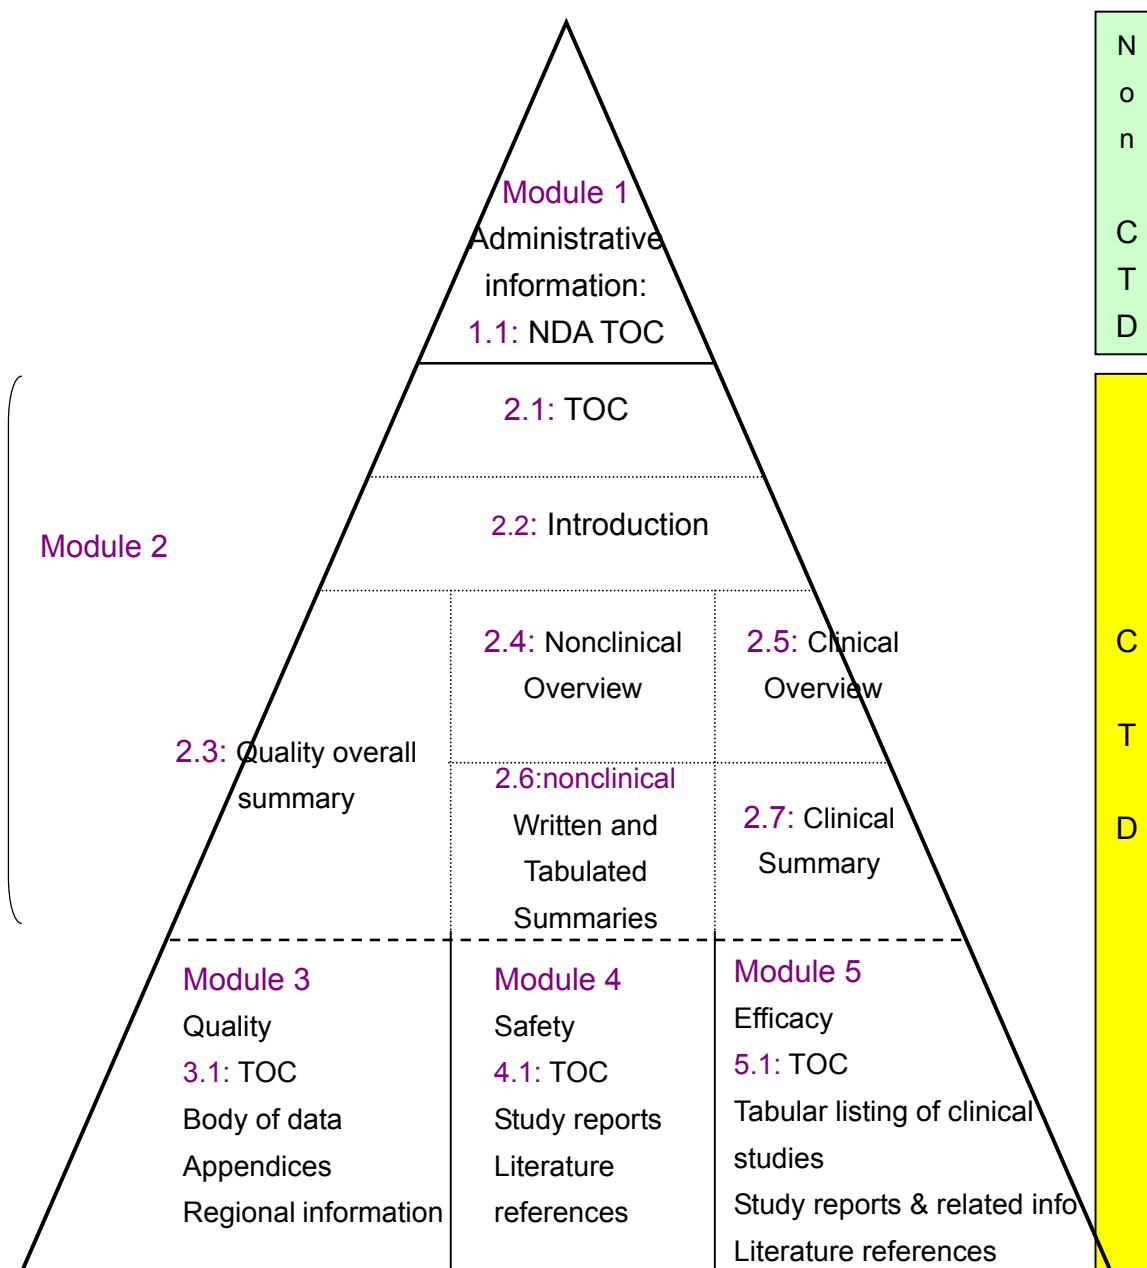 Module 1
Administrative
information:
1.1: NDA TOC
2.1: TOC
2.2: Introduction
Module 2
2.3: Quality overall
summary
2.4: Nonclinical
Overview
2.5: Clinical
Overview
2.6:nonclinical
Written and
Tabulated
Summaries
2.7: Clinical
Summary
Module 3
Quality
3.1: TOC
Body of data
Appendices
Regional information
Module 4
Safety
4.1: TOC
Study reports
Literature
references
Module 5
Efficacy
5.1: TOC
Tabular listing of clinical
studies
Study reports & related info
Literature references
N
o
n
C
T
D
C
T
D